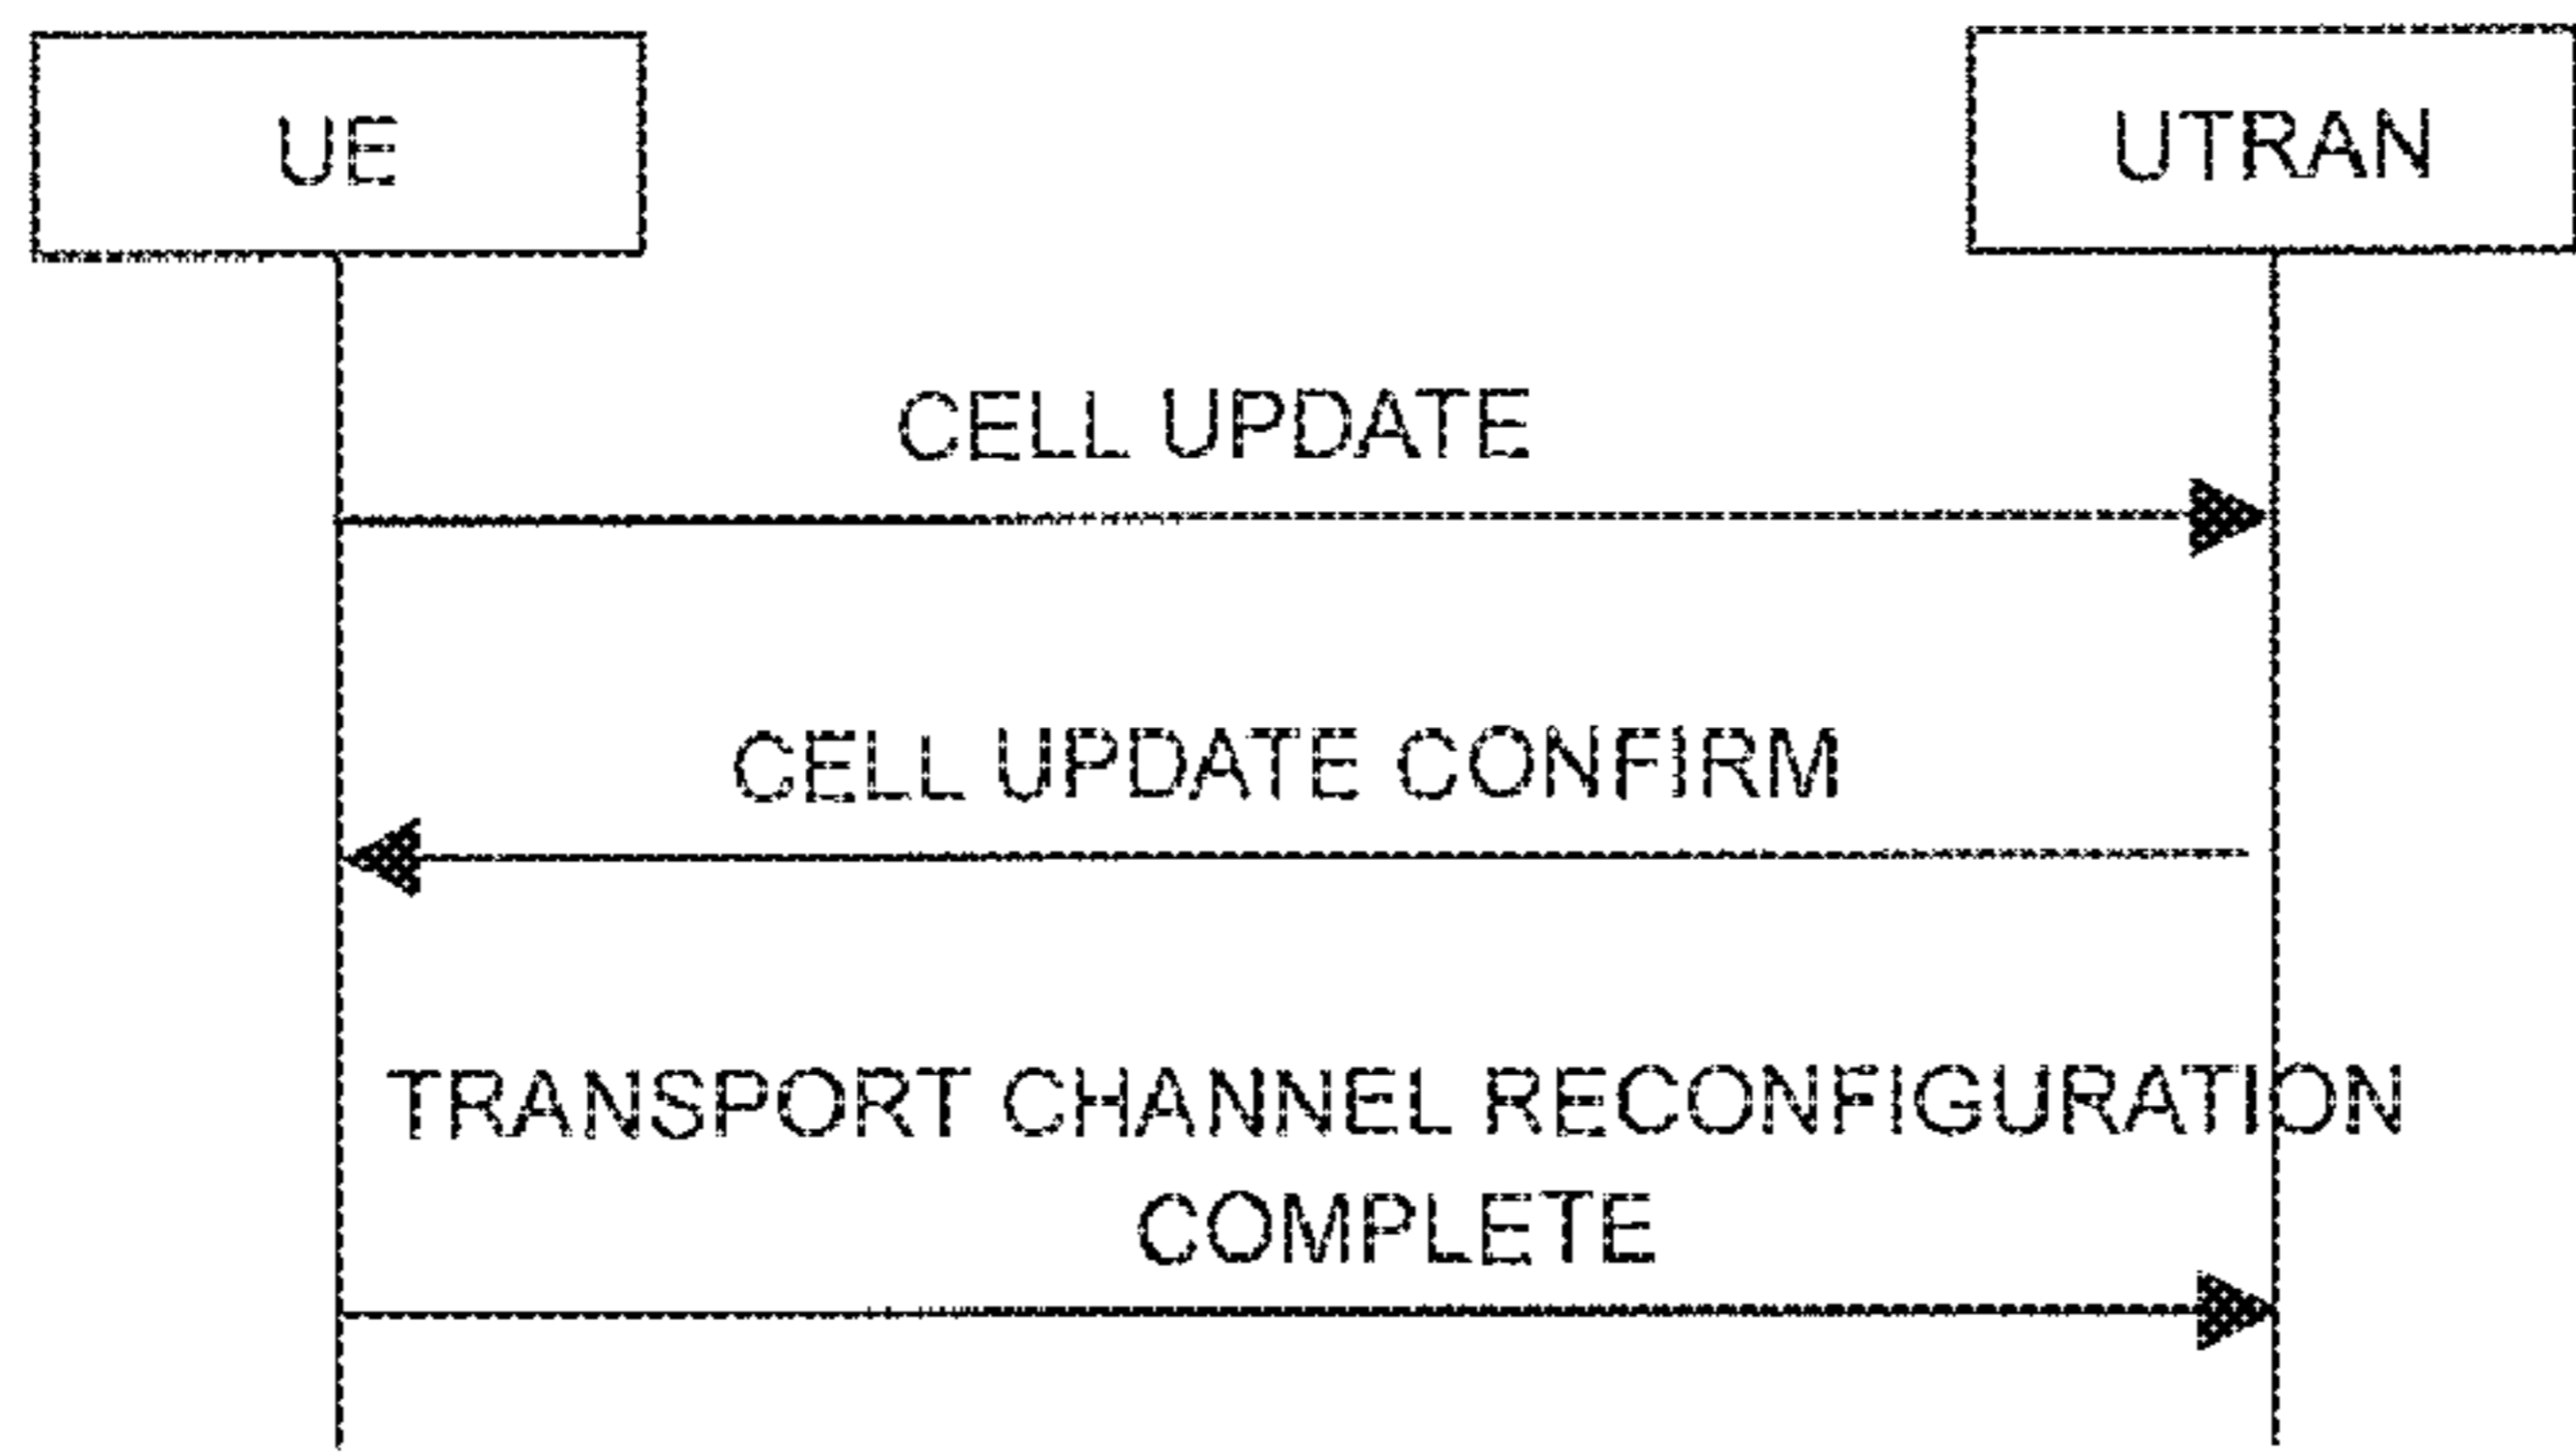 UE
UTRAN
CELL UPDATE
CELL UPDATE CONFIRM
TRANSPORT CHANNEL RECONFIGURATION
COMPLETE